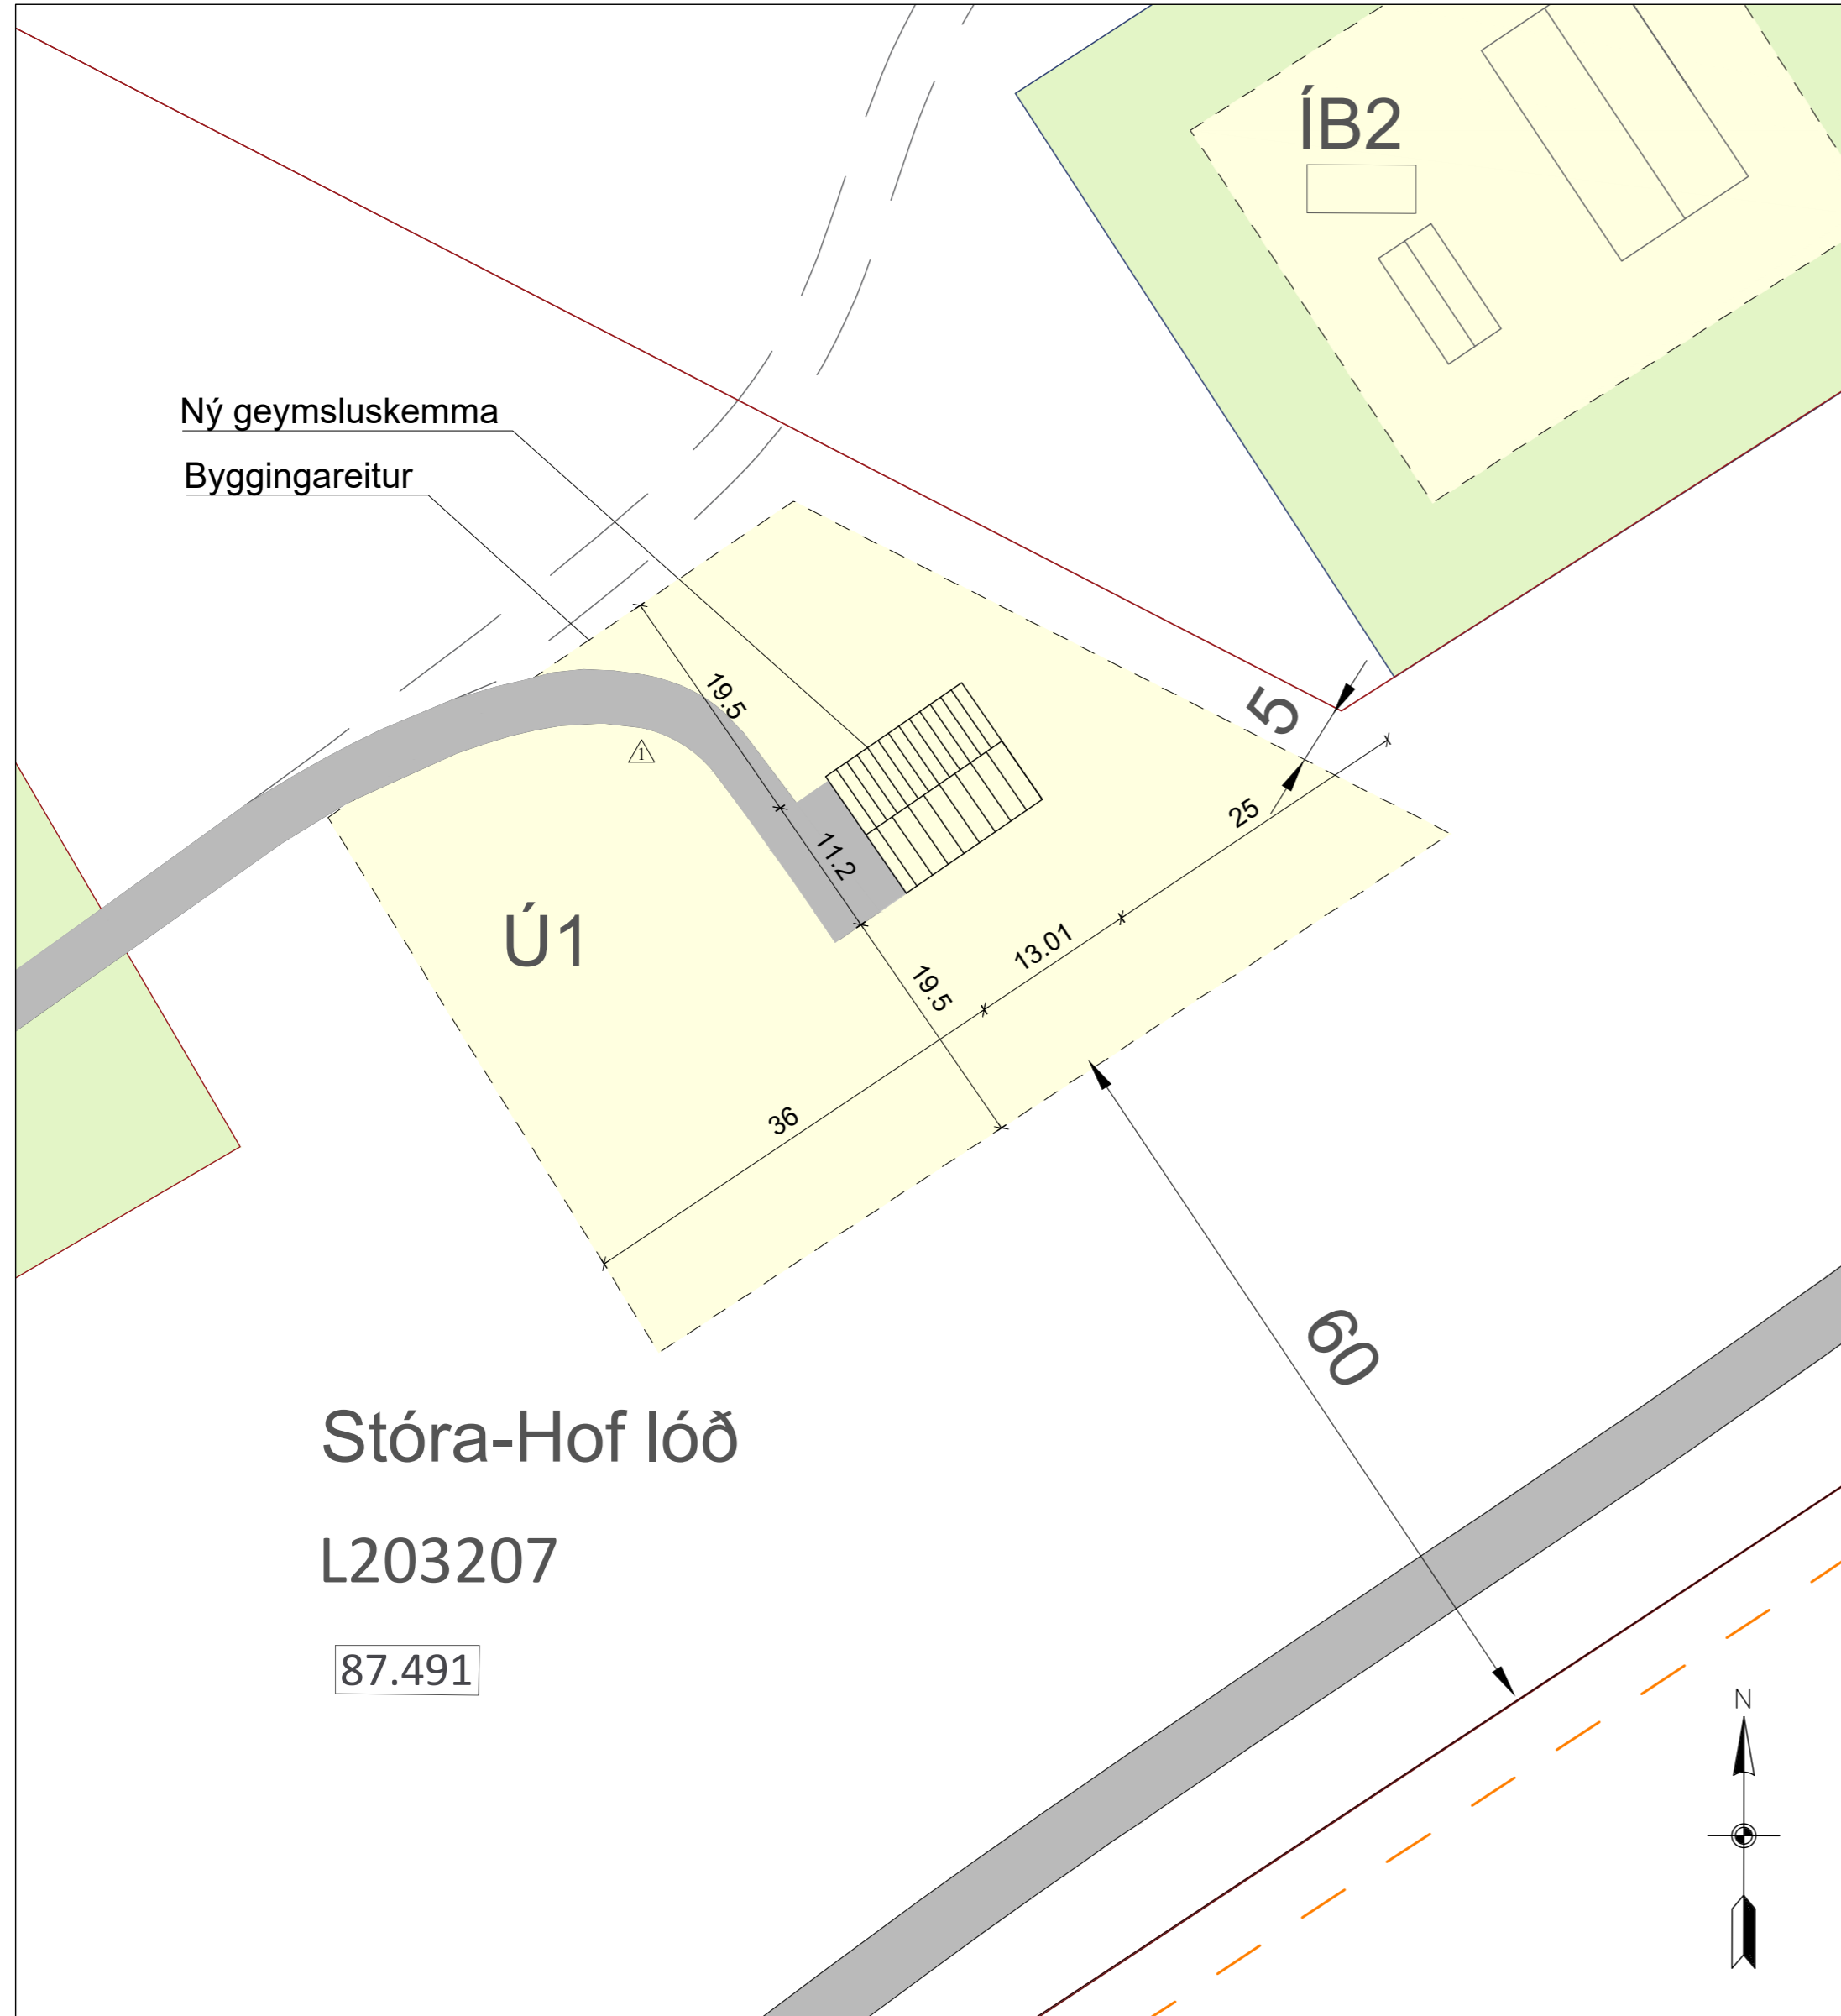 ÍB2
Ný geymsluskemma
Byggingareitur
19.5
5
1
25
11.2
Ú1
13.01
19.5
36
60
Stóra-Hof lóð
L203207
87.491
N